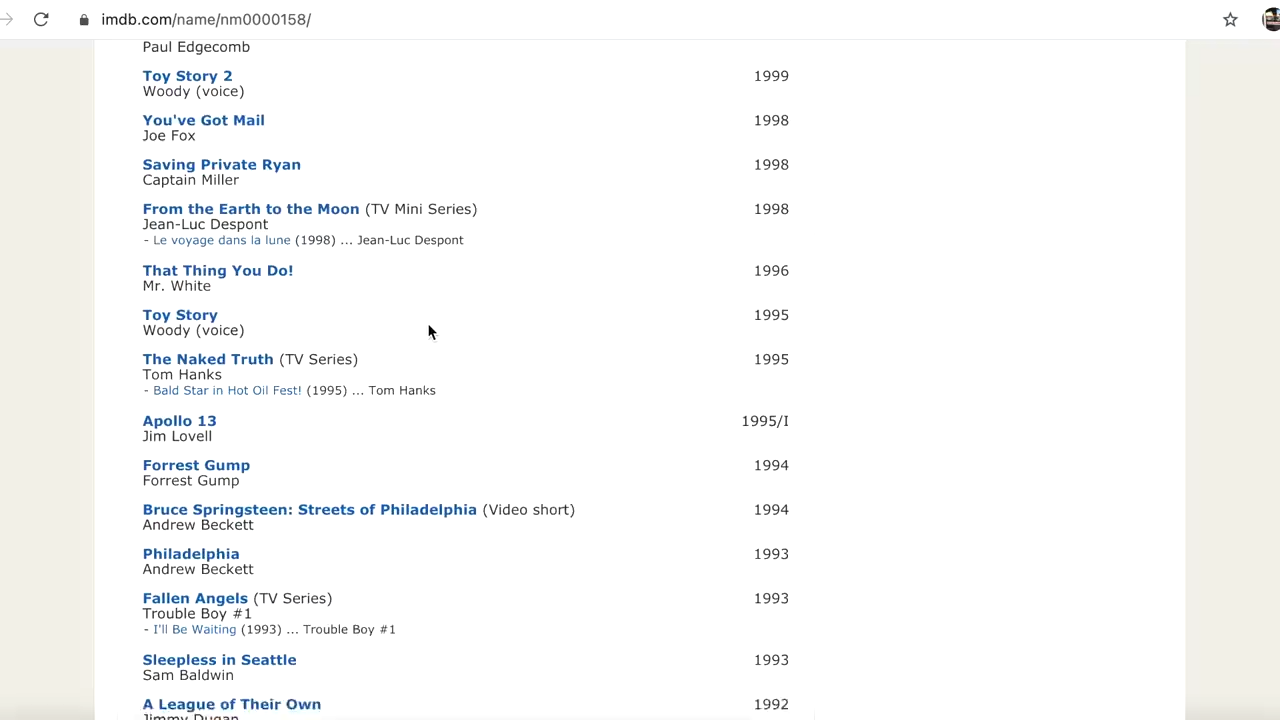 imdb.com/name/nm0000158/
Paul Edgecomb
Toy Story 2 1999
Woody (voice)
You've Got Mail 1998
Joe Fox
Saving Private Ryan 1998
Captain Miller
From the Earth to the Moon (TV Mini Series) 1998
Jean-Luc Despont
- Le voyage dans la lune (1998) ... Jean-Luc Despont
That Thing You Do! 1996
Mr. White
Toy Story 1995
Woody (voice)
The Naked Truth (TV Series) 1995
Tom Hanks
- Bald Star in Hot Oil Fest! (1995) ... Tom Hanks
Apollo 13 1995/I
Jim Lovell
Forrest Gump 1994
Forrest Gump
Bruce Springsteen: Streets of Philadelphia (Video short) 1994
Andrew Beckett
Philadelphia 1993
Andrew Beckett
Fallen Angels (TV Series) 1993
Trouble Boy #1
- I'll Be Waiting (1993) ... Trouble Boy #1
Sleepless in Seattle 1993
Sam Baldwin
A League of Their Own 1992
Jimmy Dugan